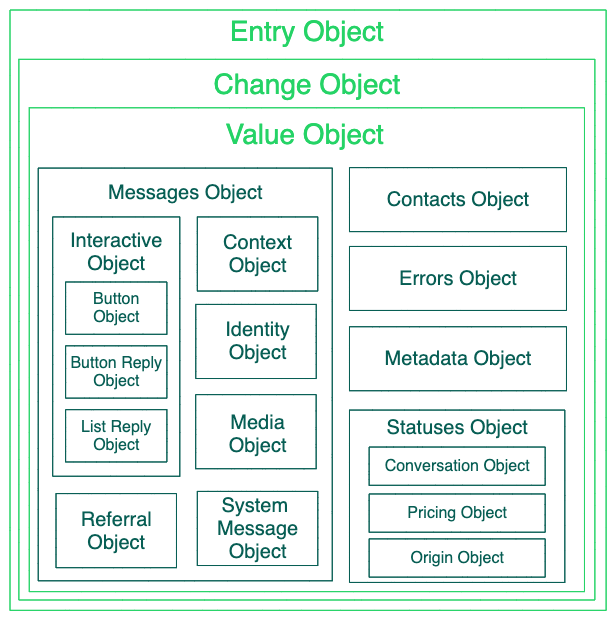 Entry Object
Change Object
Value Object
Messages Object
Interactive
Object
Button
Object
Button Reply
Object
List Reply
Object
Context
Object
Identity
Object
Media
Object
Referral
Object
System
Message
Object
Contacts Object
Errors Object
Metadata Object
Statuses Object
Conversation Object
Pricing Object
Origin Object